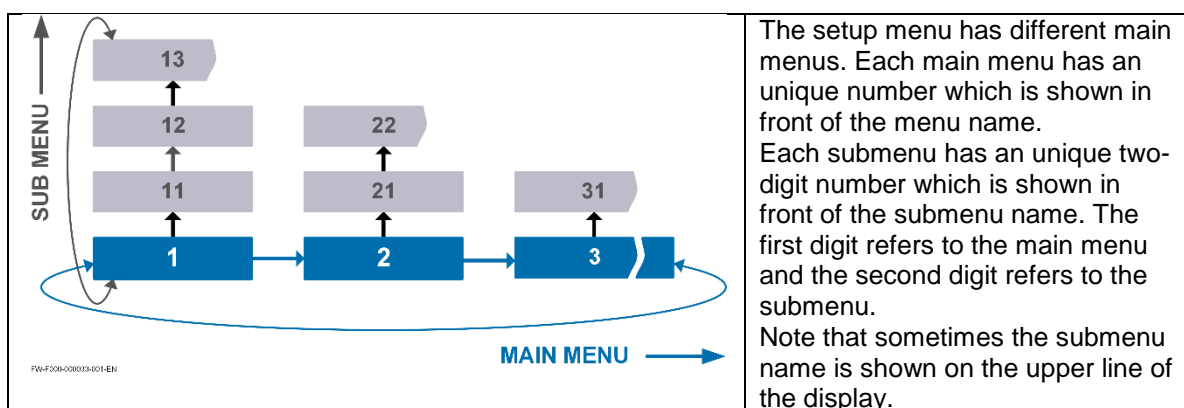 SUB MENU
13
12
22
11
21
31
1
2
3
MAIN MENU
FW-F000-000033-001-EN
The setup menu has different main
menus. Each main menu has an
unique number which is shown in
front of the menu name.
Each submenu has an unique two-
digit number which is shown in
front of the submenu name. The
first digit refers to the main menu
and the second digit refers to the
submenu.
Note that sometimes the submenu
name is shown on the upper line of
the display.